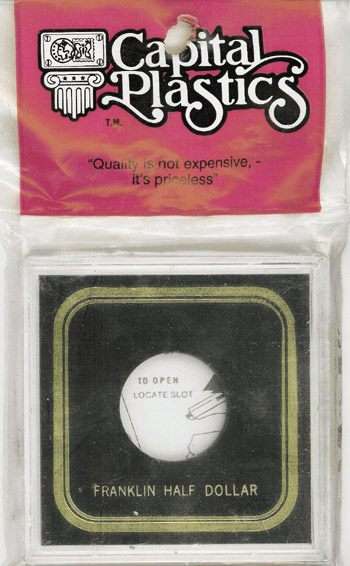 Capital
Plastics
T.M.
"Quality is not expensive, -
it's priceless"
TO OPEN
LOCATE SLOT
FRANKLIN HALF DOLLAR